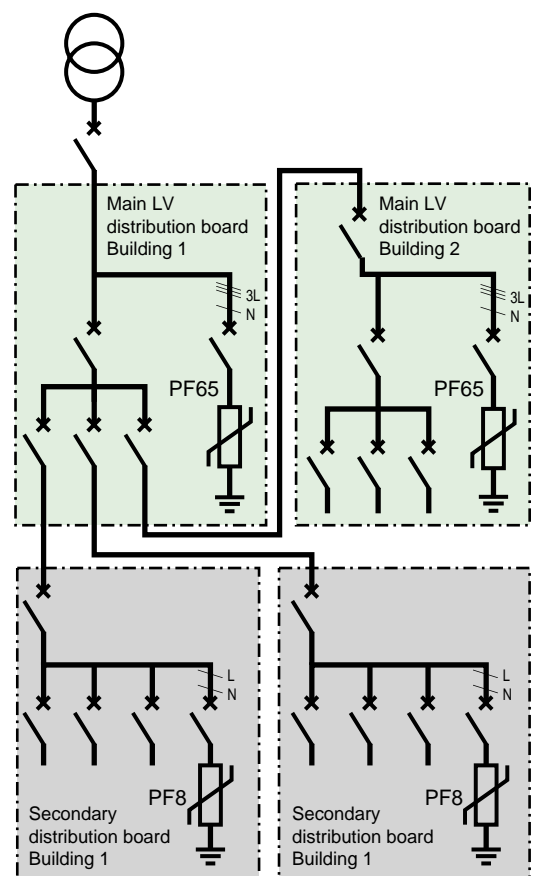 Main LV
distribution board
Building 1
3L
N
PF65
Main LV
distribution board
Building 2
3L
N
PF65
L
N
PF8
Secondary
distribution board
Building 1
L
N
PF8
Secondary
distribution board
Building 1